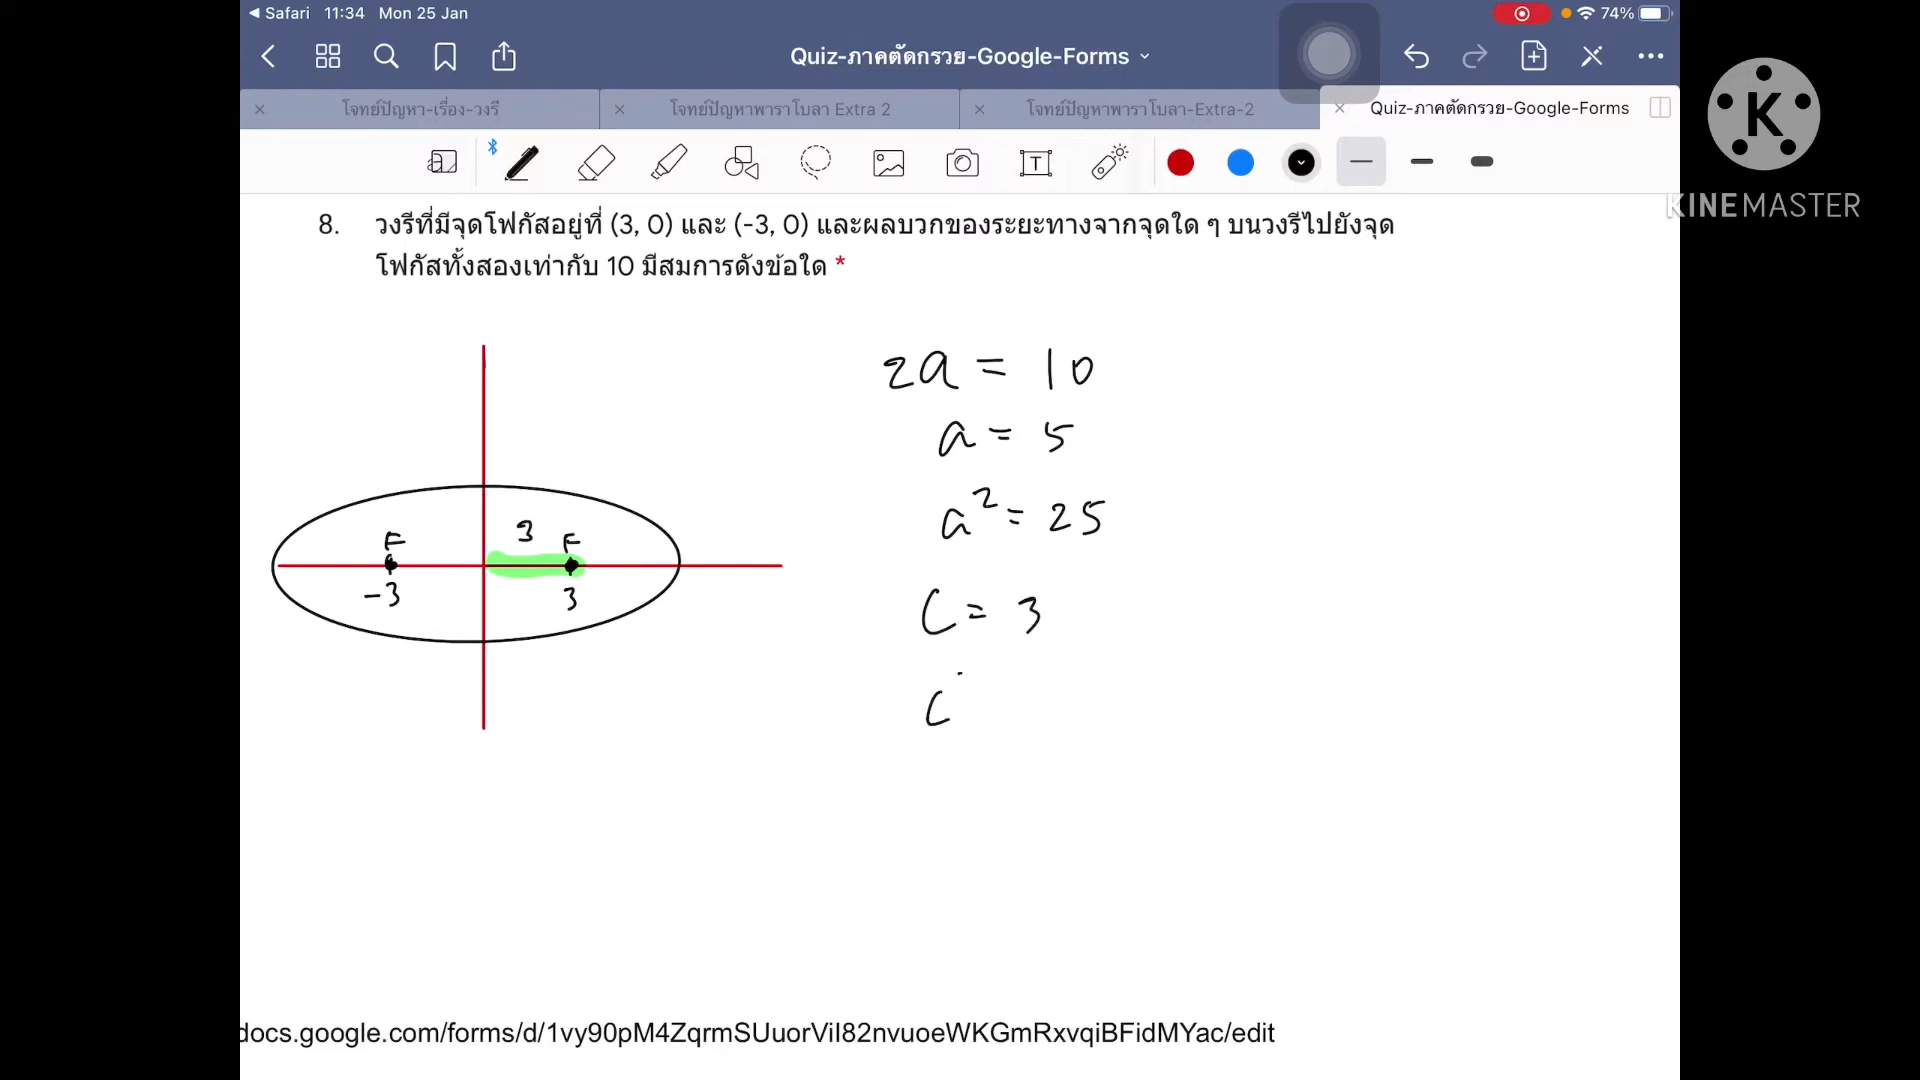 Safari 11:34 Mon 25 Jan 74%
Quiz-ภาคตัดกรวย-Google-Forms
โจทย์ปัญหา-เรื่อง-วงรี
โจทย์ปัญหาพาราโบลา Extra 2
โจทย์ปัญหาพาราโบลา-Extra-2
Quiz-ภาคตัดกรวย-Google-Forms
K
KINEMASTER
8. วงรีที่มีจุดโฟกัสอยู่ที่ (3, 0) และ (-3, 0) และผลบวกของระยะทางจากจุดใด ๆ บนวงรีไปยังจุด
โฟกัสทั้งสองเท่ากับ 10 มีสมการดังข้อใด *
2a = 10
a = 5
a² = 25
c = 3
c
3
F F
-3 3
docs.google.com/forms/d/1vy90pM4ZqrmSUuorVil82nvuoeWKGmRxvqiBFidMYac/edit